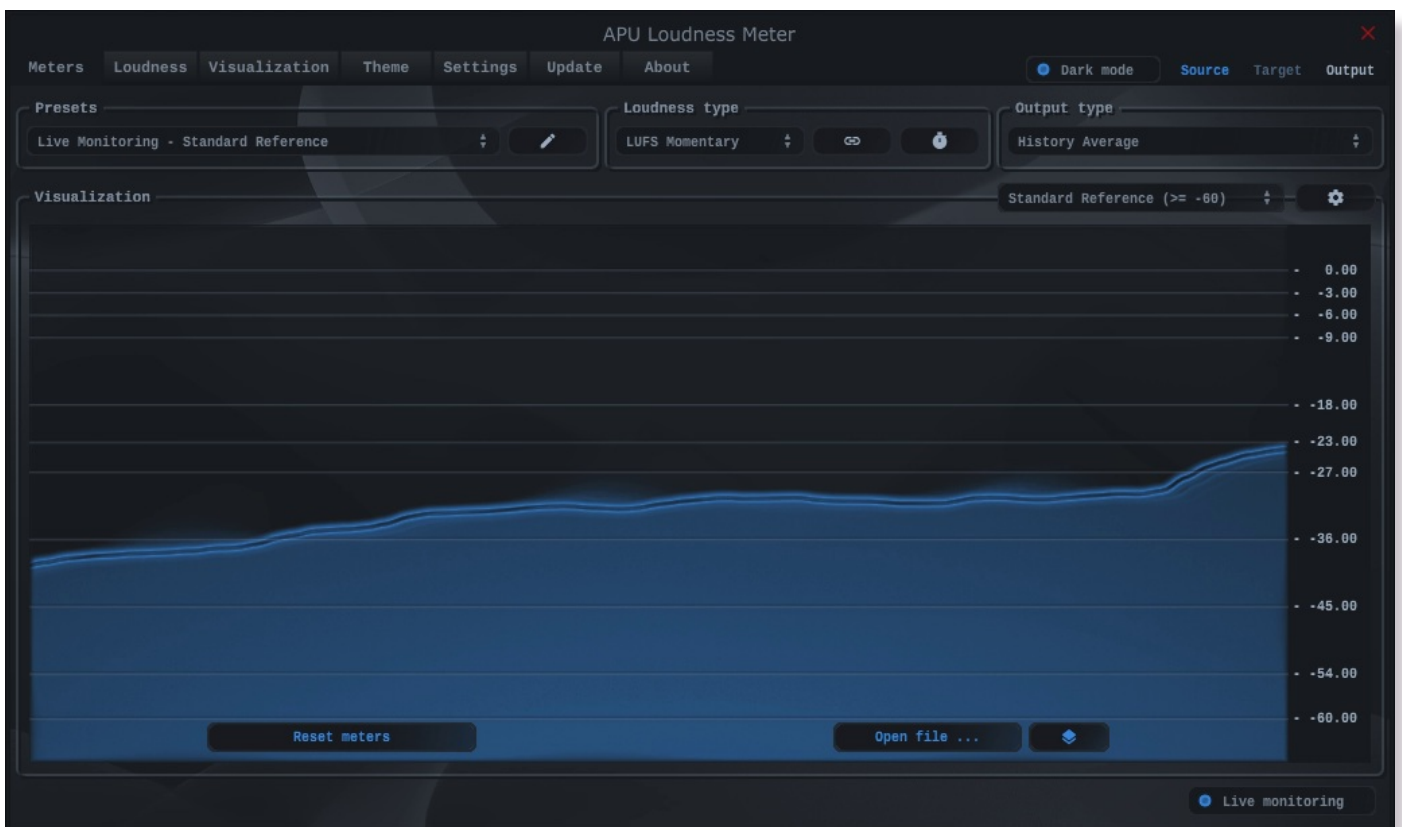 APU Loudness Meter
Meters Loudness Visualization Theme Settings Update About Dark mode Source Target Output
Presets Loudness type Output type
Live Monitoring - Standard Reference LUFS Momentary History Average
Visualization Standard Reference (>= -60)
- 0.00
- -3.00
- -6.00
- -9.00
- -18.00
- -23.00
- -27.00
- -36.00
- -45.00
- -54.00
- -60.00
Reset meters Open file ...
Live monitoring